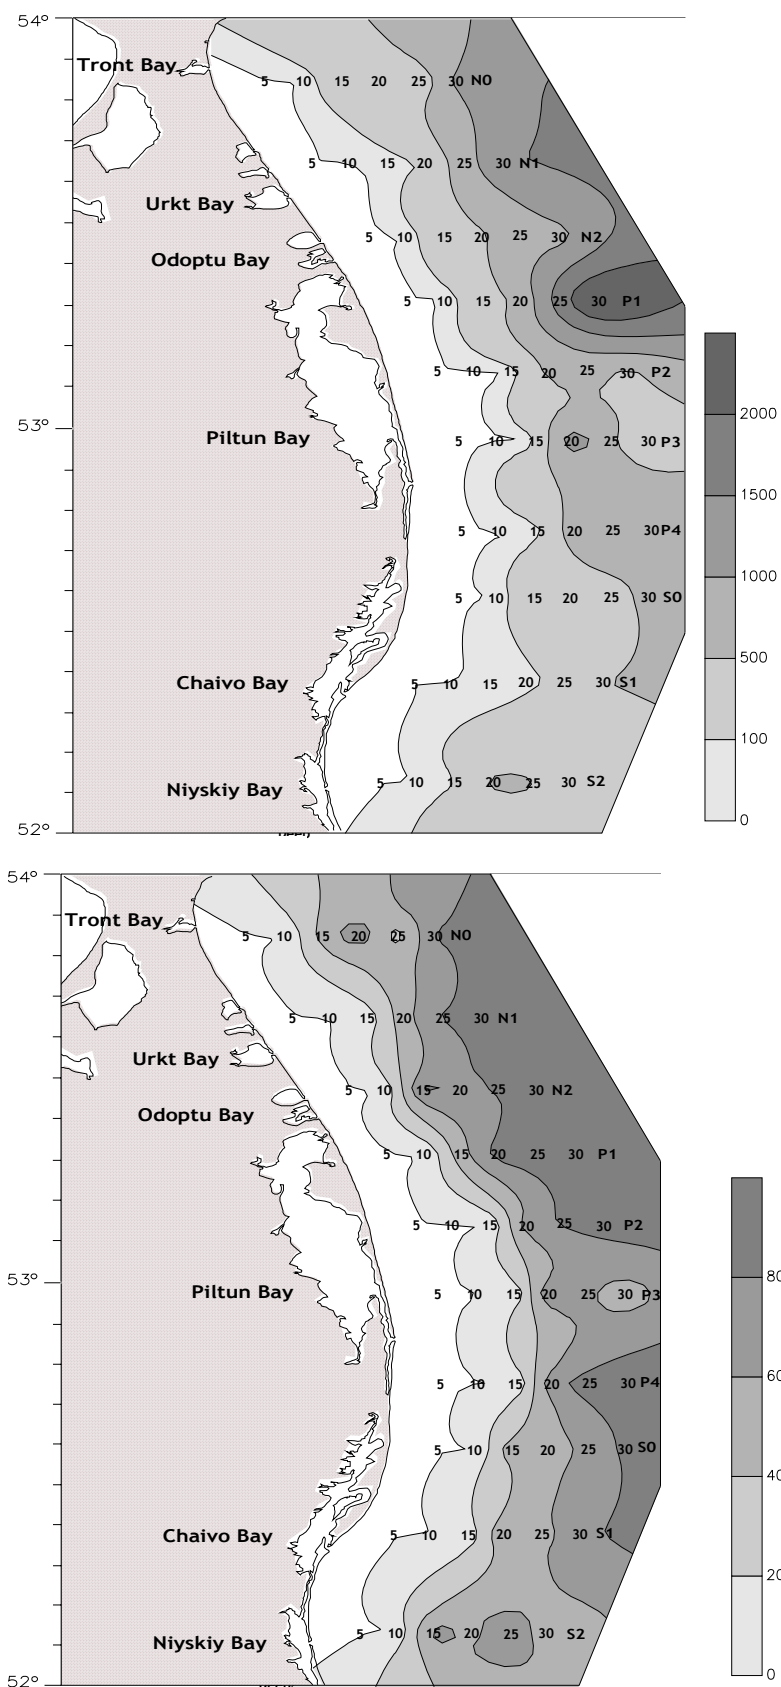 54°
Tront Bay
5 10 15 20 25 30 N0
5 10 15 20 25 30 N1
Urkt Bay
5 10 15 20 25 30 N2
Odoptu Bay
5 10 15 20 25 30 P1
5 10 15 20 25 30 P2
53°
Piltun Bay
5 10 15 20 25 30 P3
5 10 15 20 25 30 P4
5 10 15 20 25 30 S0
Chaivo Bay
5 10 15 20 25 30 S1
Niyskiy Bay
5 10 15 20 25 30 S2
52°
2000
1500
1000
500
100
0
54°
Tront Bay
5 10 15 20 25 30 N0
5 10 15 20 25 30 N1
Urkt Bay
5 10 15 20 25 30 N2
Odoptu Bay
5 10 15 20 25 30 P1
5 10 15 20 25 30 P2
53°
Piltun Bay
5 10 15 20 25 30 P3
5 10 15 20 25 30 P4
5 10 15 20 25 30 S0
Chaivo Bay
5 10 15 20 25 30 S1
Niyskiy Bay
5 10 15 20 25 30 S2
52°
80
60
40
20
0